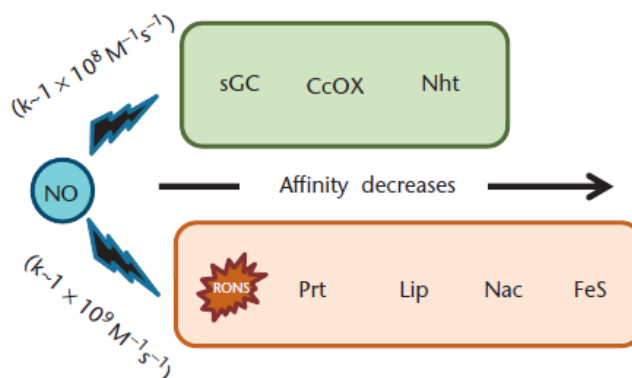 (k~1 × 10⁸ M⁻¹s⁻¹)
sGC CcOX Nht
NO
Affinity decreases
(k~1 × 10⁹ M⁻¹s⁻¹)
RONS Prt Lip Nac FeS